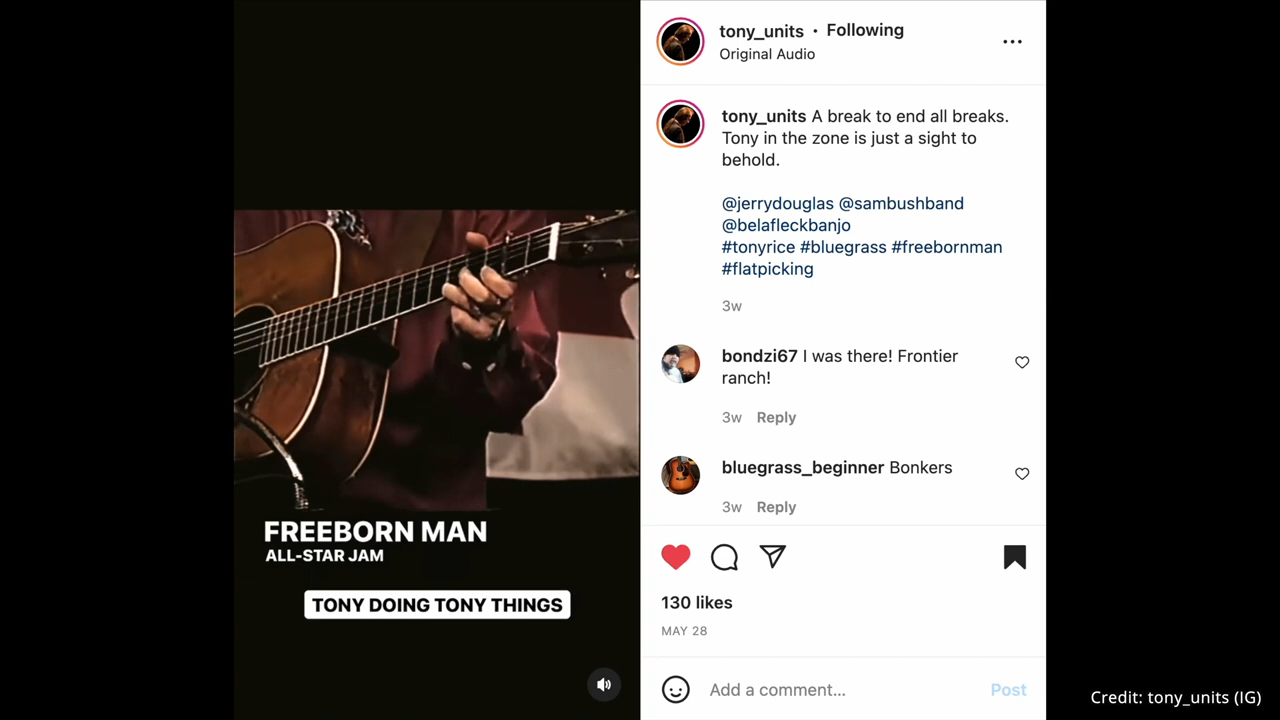 tony_units • Following
Original Audio
tony_units A break to end all breaks.
Tony in the zone is just a sight to
behold.
@jerrydouglas @sambushband
@belafleckbanjo
#tonyrice #bluegrass #freebornman
#flatpicking
3w
bondzi67 I was there! Frontier
ranch!
3w Reply
bluegrass_beginner Bonkers
3w Reply
130 likes
MAY 28
Add a comment...
Post
FREEBORN MAN
ALL-STAR JAM
TONY DOING TONY THINGS
Credit: tony_units (IG)